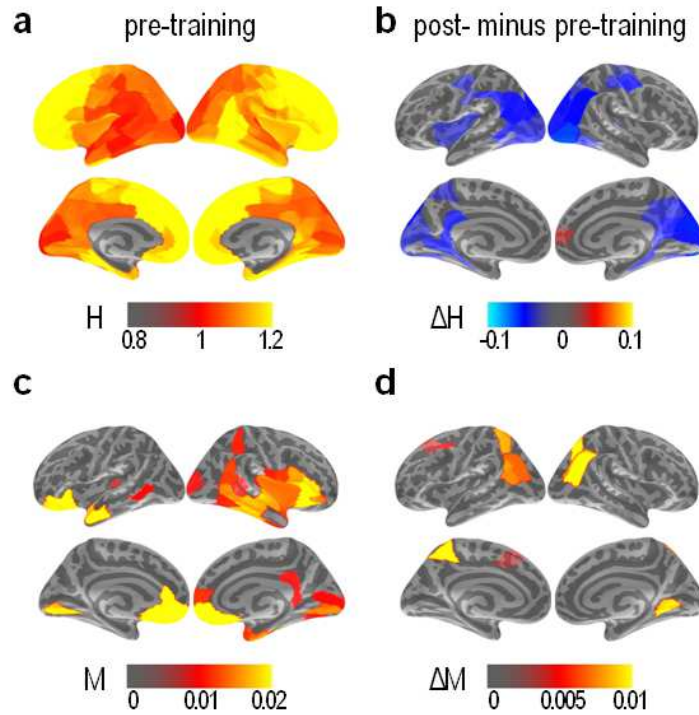 a pre-training
b post- minus pre-training
H 0.8 1 1.2
ΔH -0.1 0 0.1
c
d
M 0 0.01 0.02
ΔM 0 0.005 0.01